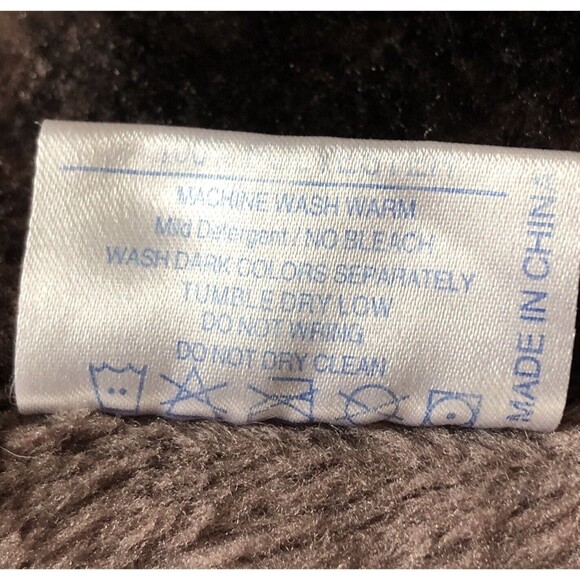 MACHINE WASH WARM
Mild Detergent / NO BLEACH
WASH DARK COLORS SEPARATELY
TUMBLE DRY LOW
DO NOT WRING
DO NOT DRY CLEAN
MADE IN CHINA